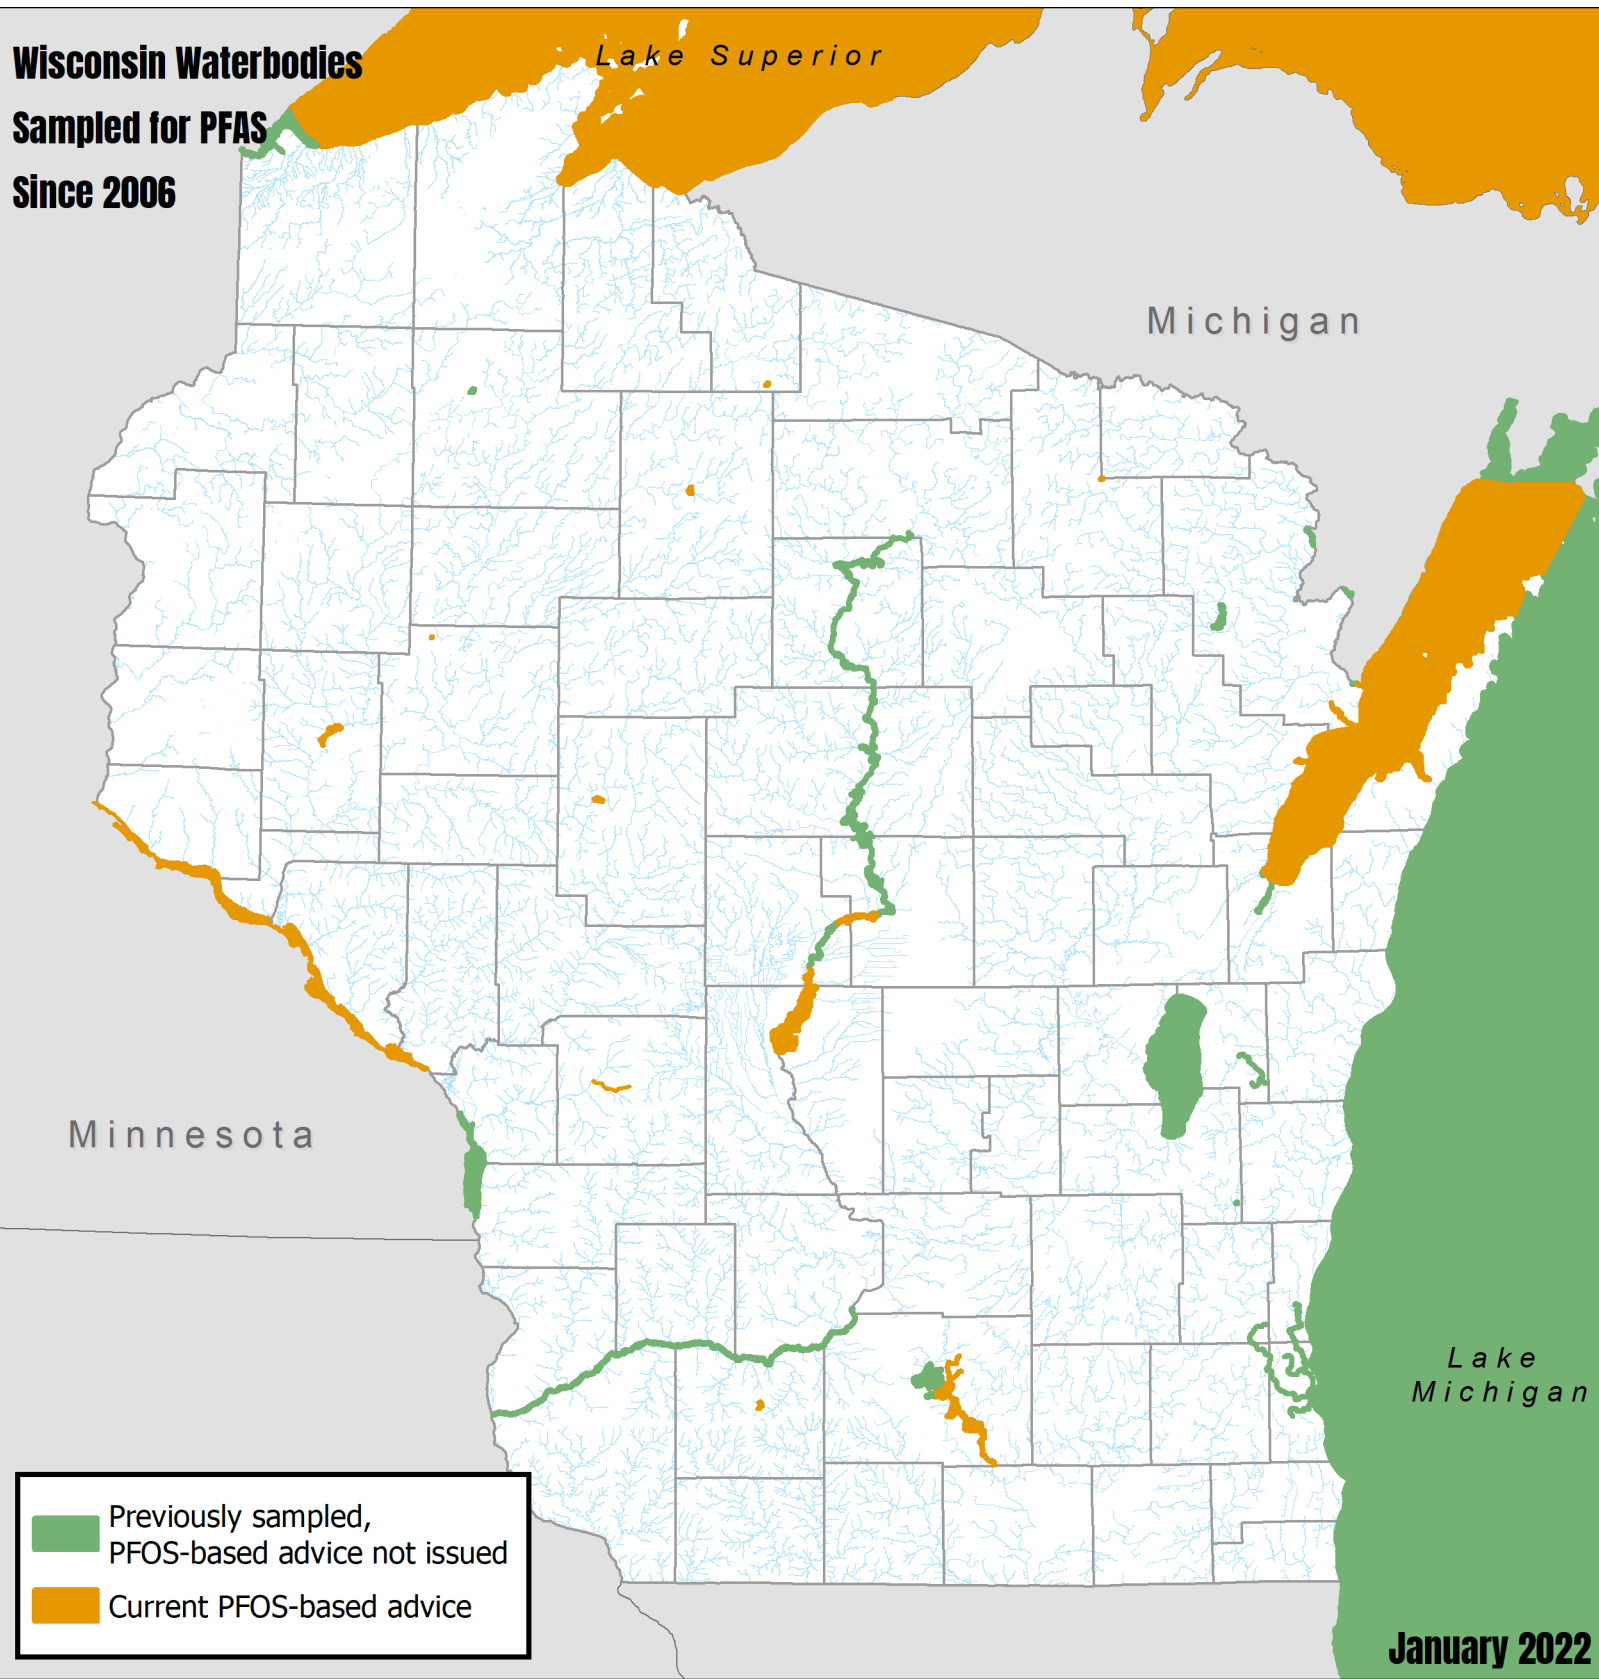 Wisconsin Waterbodies
Sampled for PFAS
Since 2006
Lake Superior
Michigan
Minnesota
Lake
Michigan
Previously sampled,
PFOS-based advice not issued
Current PFOS-based advice
January 2022